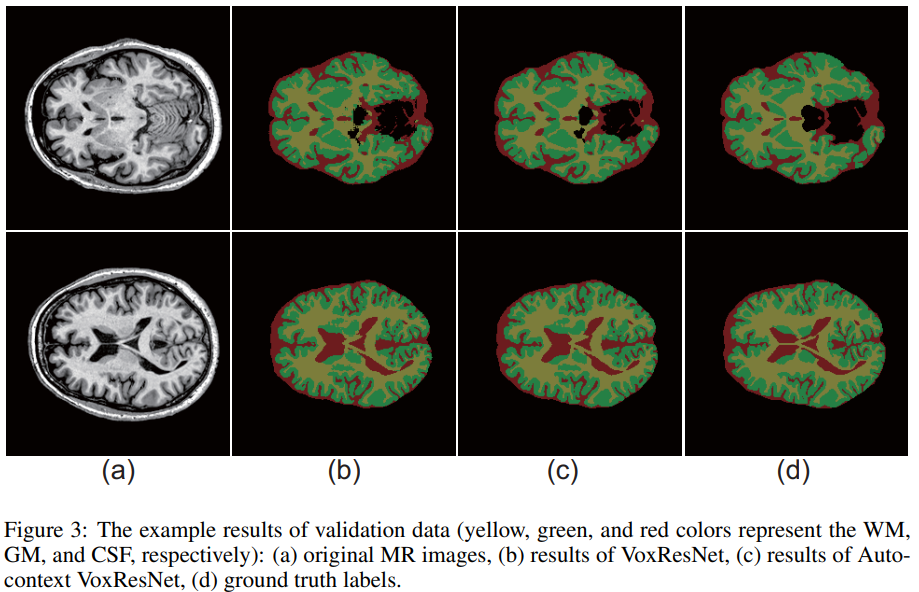 (a) (b) (c) (d)
Figure 3: The example results of validation data (yellow, green, and red colors represent the WM,
GM, and CSF, respectively): (a) original MR images, (b) results of VoxResNet, (c) results of Auto-
context VoxResNet, (d) ground truth labels.